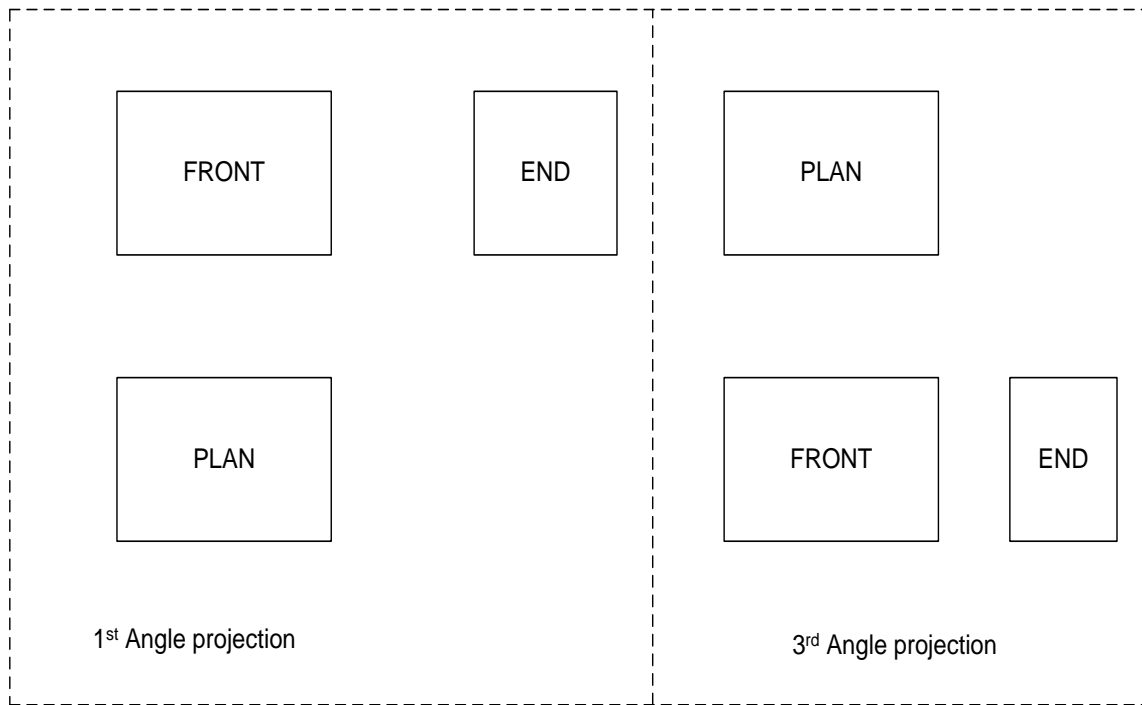 FRONT
END
PLAN
PLAN
FRONT
END
1st Angle projection
3rd Angle projection